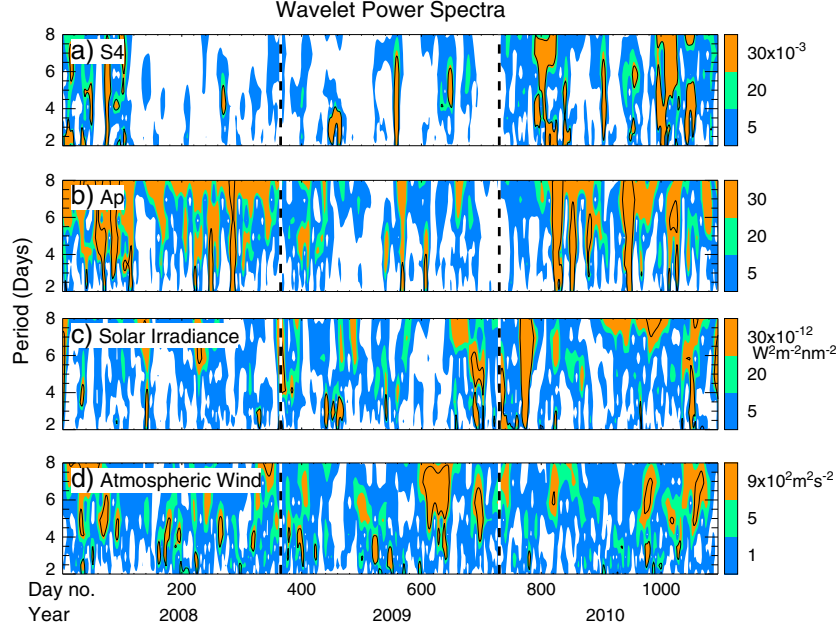 Wavelet Power Spectra
a) S4
8
6
4
2
30x10-3
20
5
b) Ap
8
6
4
2
30
20
5
Period (Days)
c) Solar Irradiance
8
6
4
2
30x10-12
W2m-2nm-2
20
5
d) Atmospheric Wind
8
6
4
2
9x102m2s-2
5
1
Day no. 200 400 600 800 1000
Year 2008 2009 2010